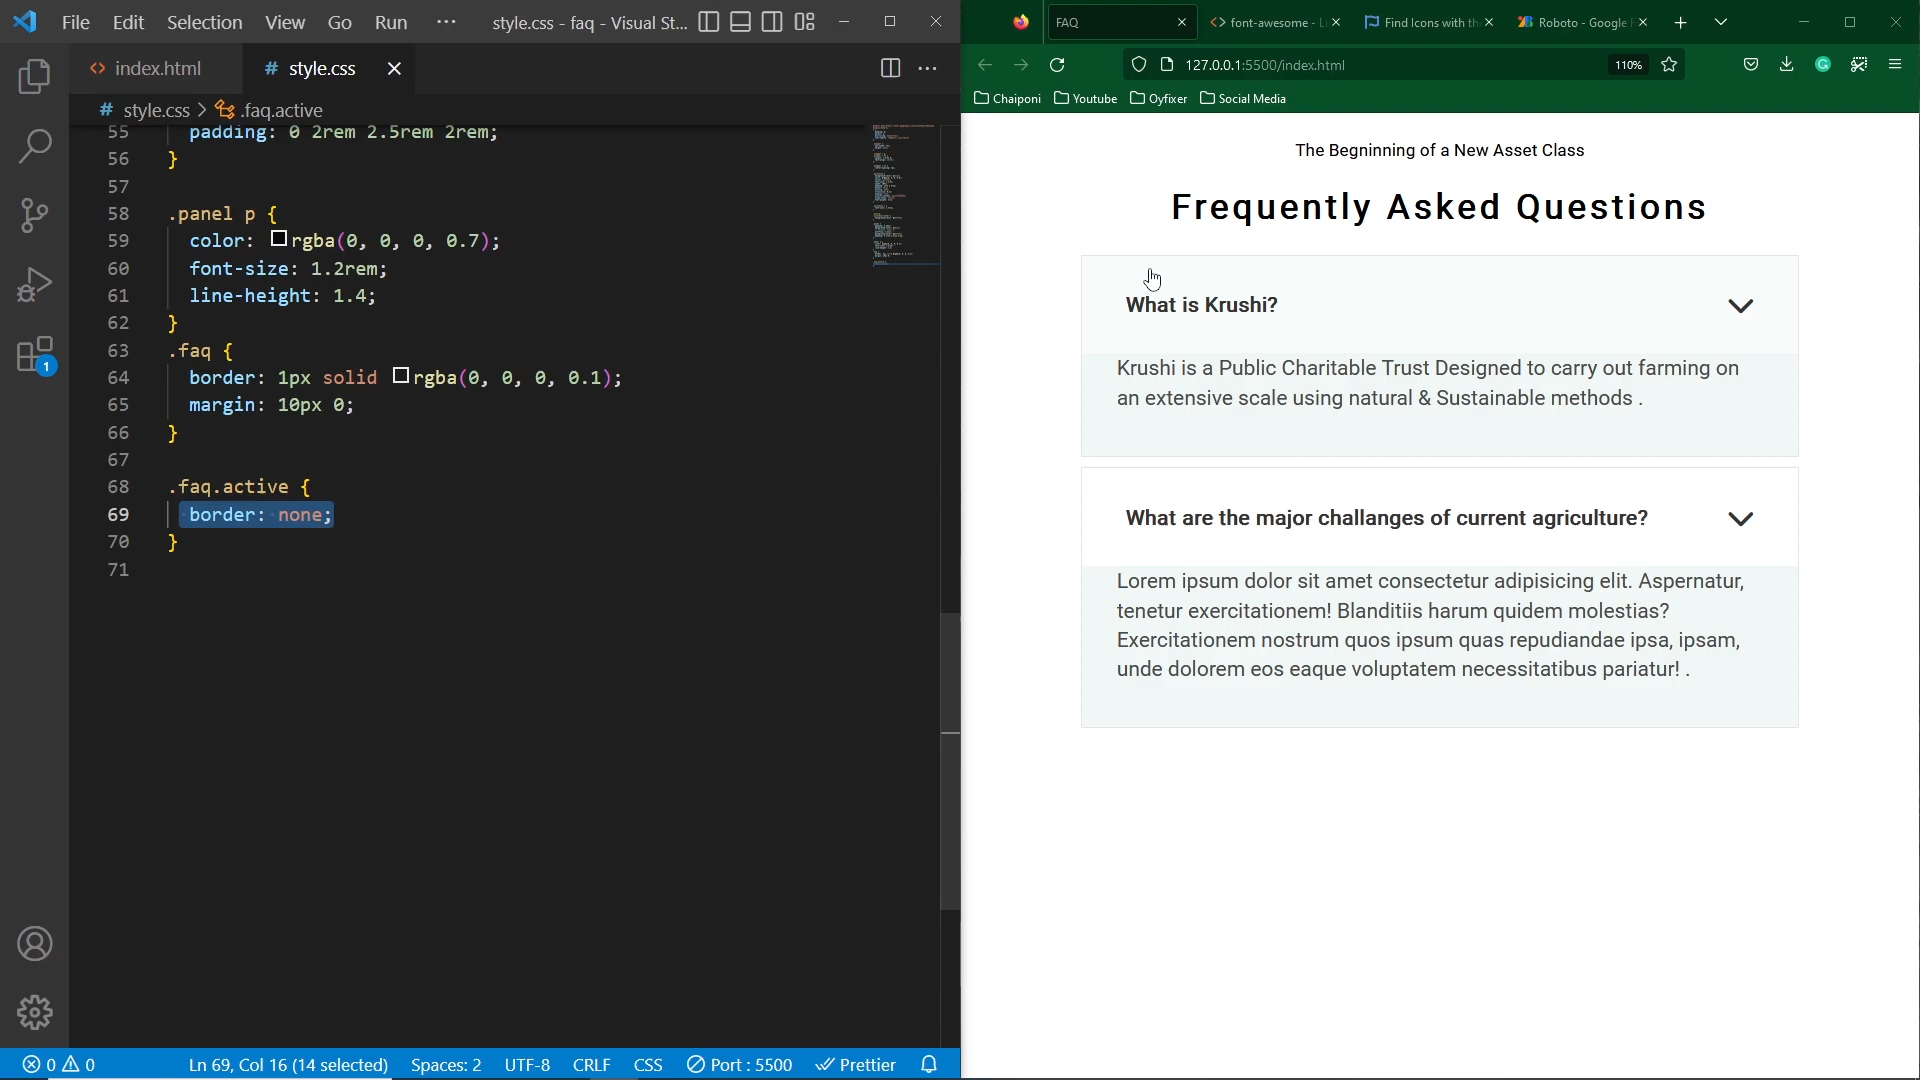 File Edit Selection View Go Run ··· style.css - faq - Visual St...
index.html style.css
style.css > .faq.active
55 padding: 0 2rem 2.5rem 2rem;
56 }
57
58 .panel p {
59 color: rgba(0, 0, 0, 0.7);
60 font-size: 1.2rem;
61 line-height: 1.4;
62 }
63 .faq {
64 border: 1px solid rgba(0, 0, 0, 0.1);
65 margin: 10px 0;
66 }
67
68 .faq.active {
69 border: none;
70 }
71
1
0 0 Ln 69, Col 16 (14 selected) Spaces: 2 UTF-8 CRLF CSS Port : 5500 Prettier
FAQ font-awesome - Find Icons with th Roboto - Google F
127.0.0.1:5500/index.html 110%
Chaiponi Youtube Oyfixer Social Media
The Begninning of a New Asset Class
Frequently Asked Questions
What is Krushi?
Krushi is a Public Charitable Trust Designed to carry out farming on
an extensive scale using natural & Sustainable methods .
What are the major challanges of current agriculture?
Lorem ipsum dolor sit amet consectetur adipisicing elit. Aspernatur,
tenetur exercitationem! Blanditiis harum quidem molestias?
Exercitationem nostrum quos ipsum quas repudiandae ipsa, ipsam,
unde dolorem eos eaque voluptatem necessitatibus pariatur! .